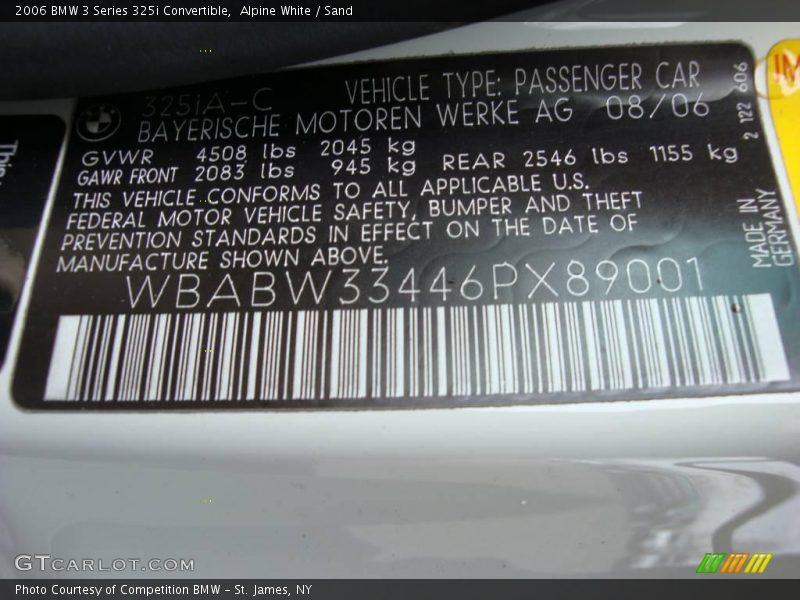 2006 BMW 3 Series 325i Convertible,  Alpine White / Sand
325iA-C VEHICLE TYPE: PASSENGER CAR
BAYERISCHE MOTOREN WERKE AG 08/06
GVWR 4508 lbs 2045 kg
GAWR FRONT 2083 lbs 945 kg REAR 2546 lbs 1155 kg
THIS VEHICLE CONFORMS TO ALL APPLICABLE U.S.
FEDERAL MOTOR VEHICLE SAFETY, BUMPER AND THEFT
PREVENTION STANDARDS IN EFFECT ON THE DATE OF
MANUFACTURE SHOWN ABOVE.
WBABW33446PX89001
2 122 606
MADE IN
GERMANY
This
GTCARLOT.COM
Photo Courtesy of Competition BMW - St. James, NY